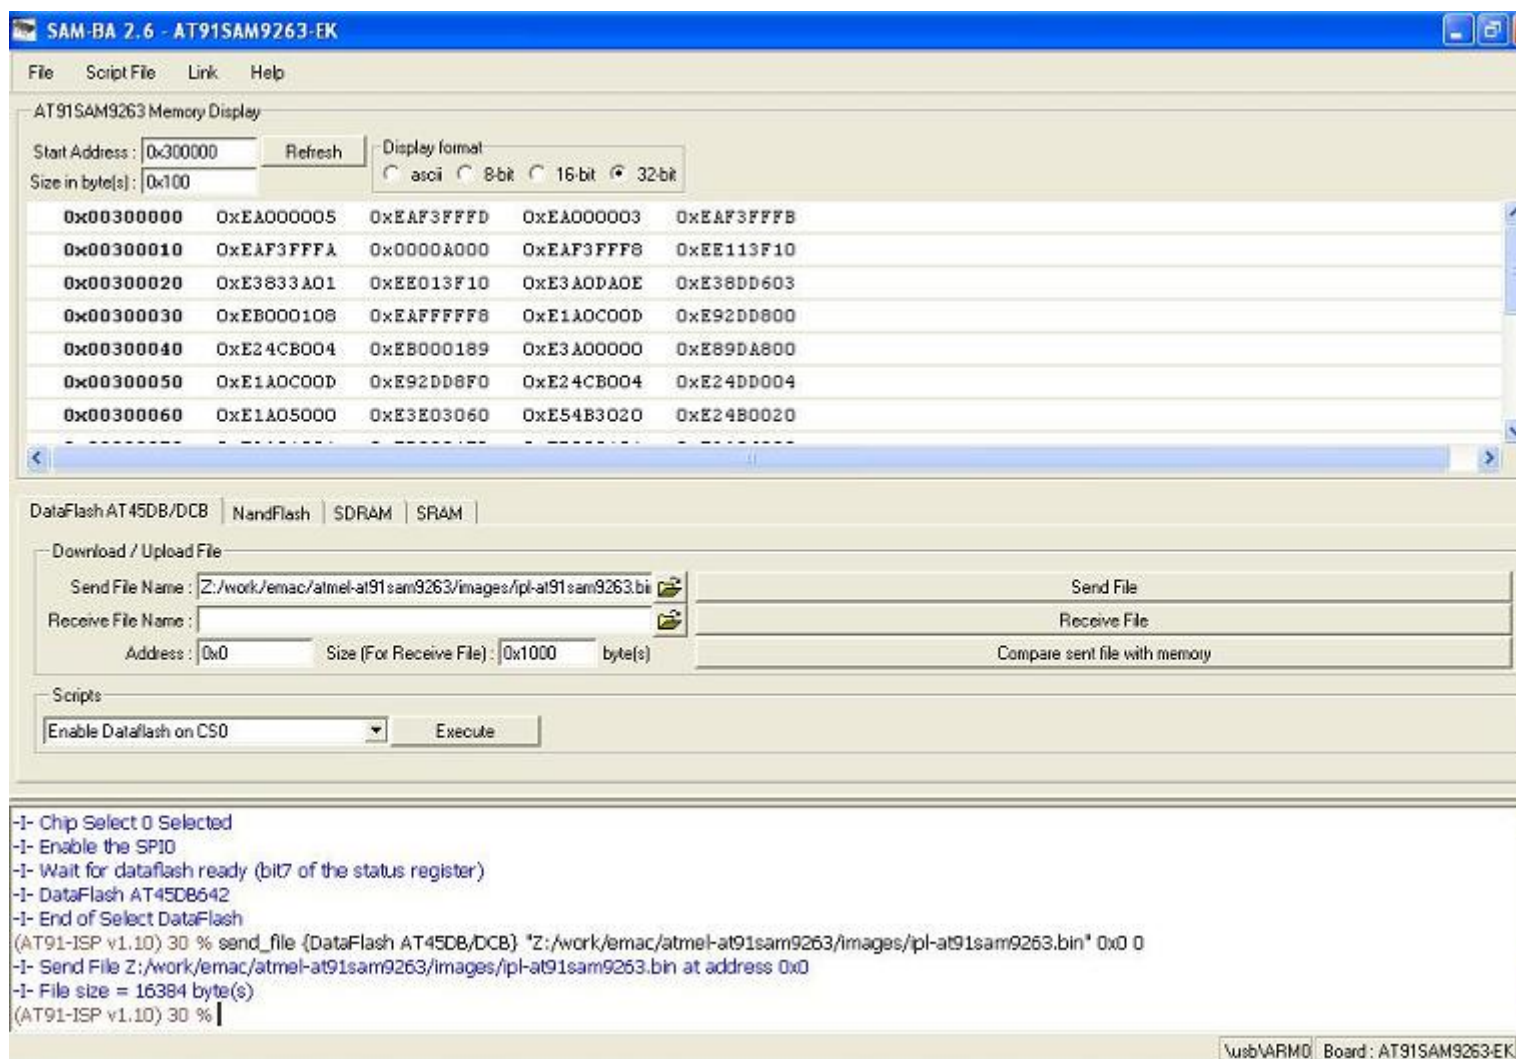 SAM-BA 2.6 - AT91SAM9263-EK
File Script File Link Help
AT91SAM9263 Memory Display
Start Address : 0x300000 Refresh Display format
Size in byte(s) : 0x100 ascii 8-bit 16-bit 32-bit
0x00300000 0xEA000005 0xEAF3FFFD 0xEA000003 0xEAF3FFFB
0x00300010 0xEAF3FFFA 0x0000A000 0xEAF3FFF8 0xEE113F10
0x00300020 0xE3833A01 0xEE013F10 0xE3A0DA0E 0xE38DD603
0x00300030 0xEB000108 0xEAFFFFF8 0xE1A0C00D 0xE92DD800
0x00300040 0xE24CB004 0xEB000189 0xE3A00000 0xE89DA800
0x00300050 0xE1A0C00D 0xE92DD8F0 0xE24CB004 0xE24DD004
0x00300060 0xE1A05000 0xE3E03060 0xE54B3020 0xE24B0020
DataFlash AT45DB/DCB NandFlash SDRAM SRAM
Download / Upload File
Send File Name : Z:/work/emac/atmel-at91sam9263/images/ipl-at91sam9263.bin Send File
Receive File Name : Receive File
Address : 0x0 Size (For Receive File) : 0x1000 byte(s) Compare sent file with memory
Scripts
Enable Dataflash on CS0 Execute
-I- Chip Select 0 Selected
-I- Enable the SPI0
-I- Wait for dataflash ready (bit7 of the status register)
-I- DataFlash AT45DB642
-I- End of Select DataFlash
(AT91-ISP v1.10) 30 % send_file {DataFlash AT45DB/DCB} "Z:/work/emac/atmel-at91sam9263/images/ipl-at91sam9263.bin" 0x0 0
-I- Send File Z:/work/emac/atmel-at91sam9263/images/ipl-at91sam9263.bin at address 0x0
-I- File size = 16384 byte(s)
(AT91-ISP v1.10) 30 %
\usb\ARM0 Board : AT91SAM9263-EK